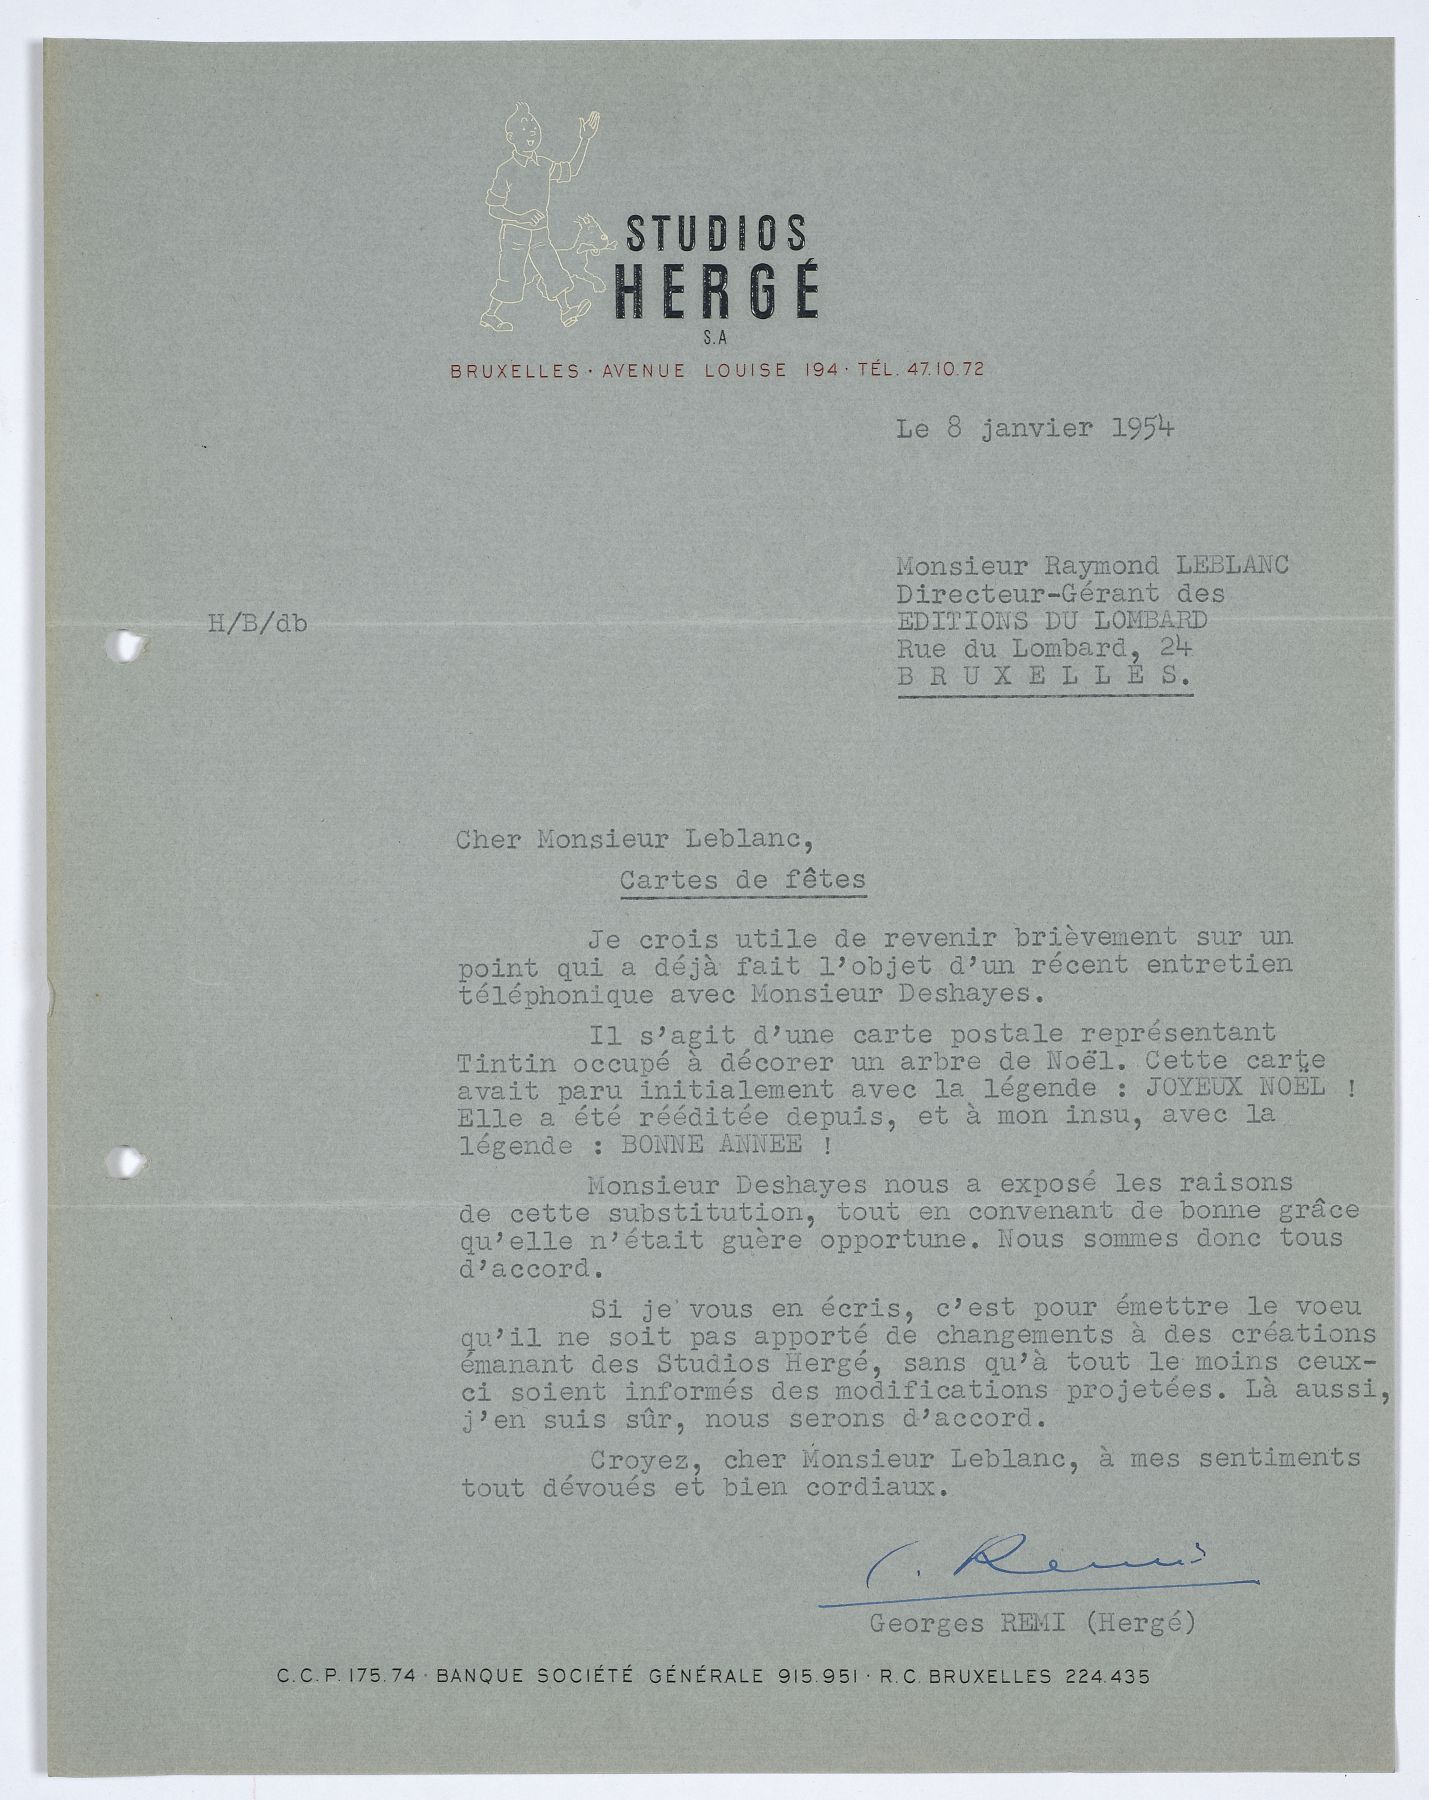 STUDIOS
HERGÉ
S.A
BRUXELLES · AVENUE LOUISE 194 · TÉL. 47.10.72
Le 8 janvier 1954
Monsieur Raymond LEBLANC
Directeur-Gérant des
H/B/db
EDITIONS DU LOMBARD
Rue du Lombard, 24
B R U X E L L E S.
Cher Monsieur Leblanc,
Cartes de fêtes
Je crois utile de revenir brièvement sur un
point qui a déjà fait l'objet d'un récent entretien
téléphonique avec Monsieur Deshayes.
Il s'agit d'une carte postale représentant
Tintin occupé à décorer un arbre de Noël. Cette carte
avait paru initialement avec la légende : JOYEUX NOËL !
Elle a été rééditée depuis, et à mon insu, avec la
légende : BONNE ANNEE !
Monsieur Deshayes nous a exposé les raisons
de cette substitution, tout en convenant de bonne grâce
qu'elle n'était guère opportune. Nous sommes donc tous
d'accord.
Si je vous en écris, c'est pour émettre le voeu
qu'il ne soit pas apporté de changements à des créations
émanant des Studios Hergé, sans qu'à tout le moins ceux-
ci soient informés des modifications projetées. Là aussi,
j'en suis sûr, nous serons d'accord.
Croyez, cher Monsieur Leblanc, à mes sentiments
tout dévoués et bien cordiaux.
G. Remi
Georges REMI (Hergé)
C.C.P. 175.74 · BANQUE SOCIÉTÉ GÉNÉRALE 915.951 · R.C. BRUXELLES 224.435